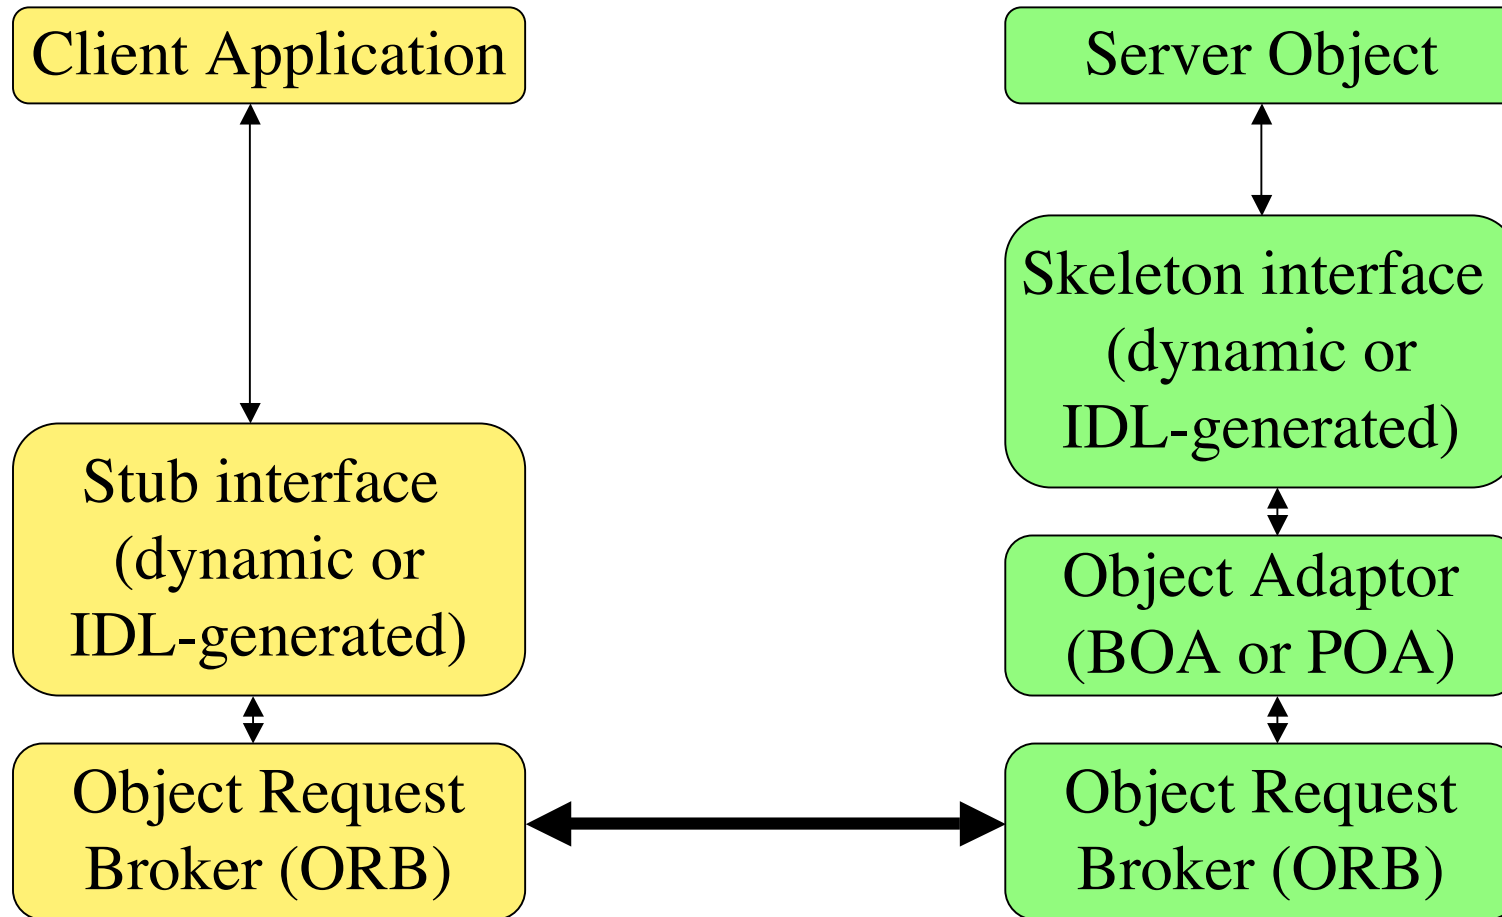 Client Application
Stub interface
(dynamic or
IDL-generated)
Object Request
Broker (ORB)
Server Object
Skeleton interface
(dynamic or
IDL-generated)
Object Adaptor
(BOA or POA)
Object Request
Broker (ORB)